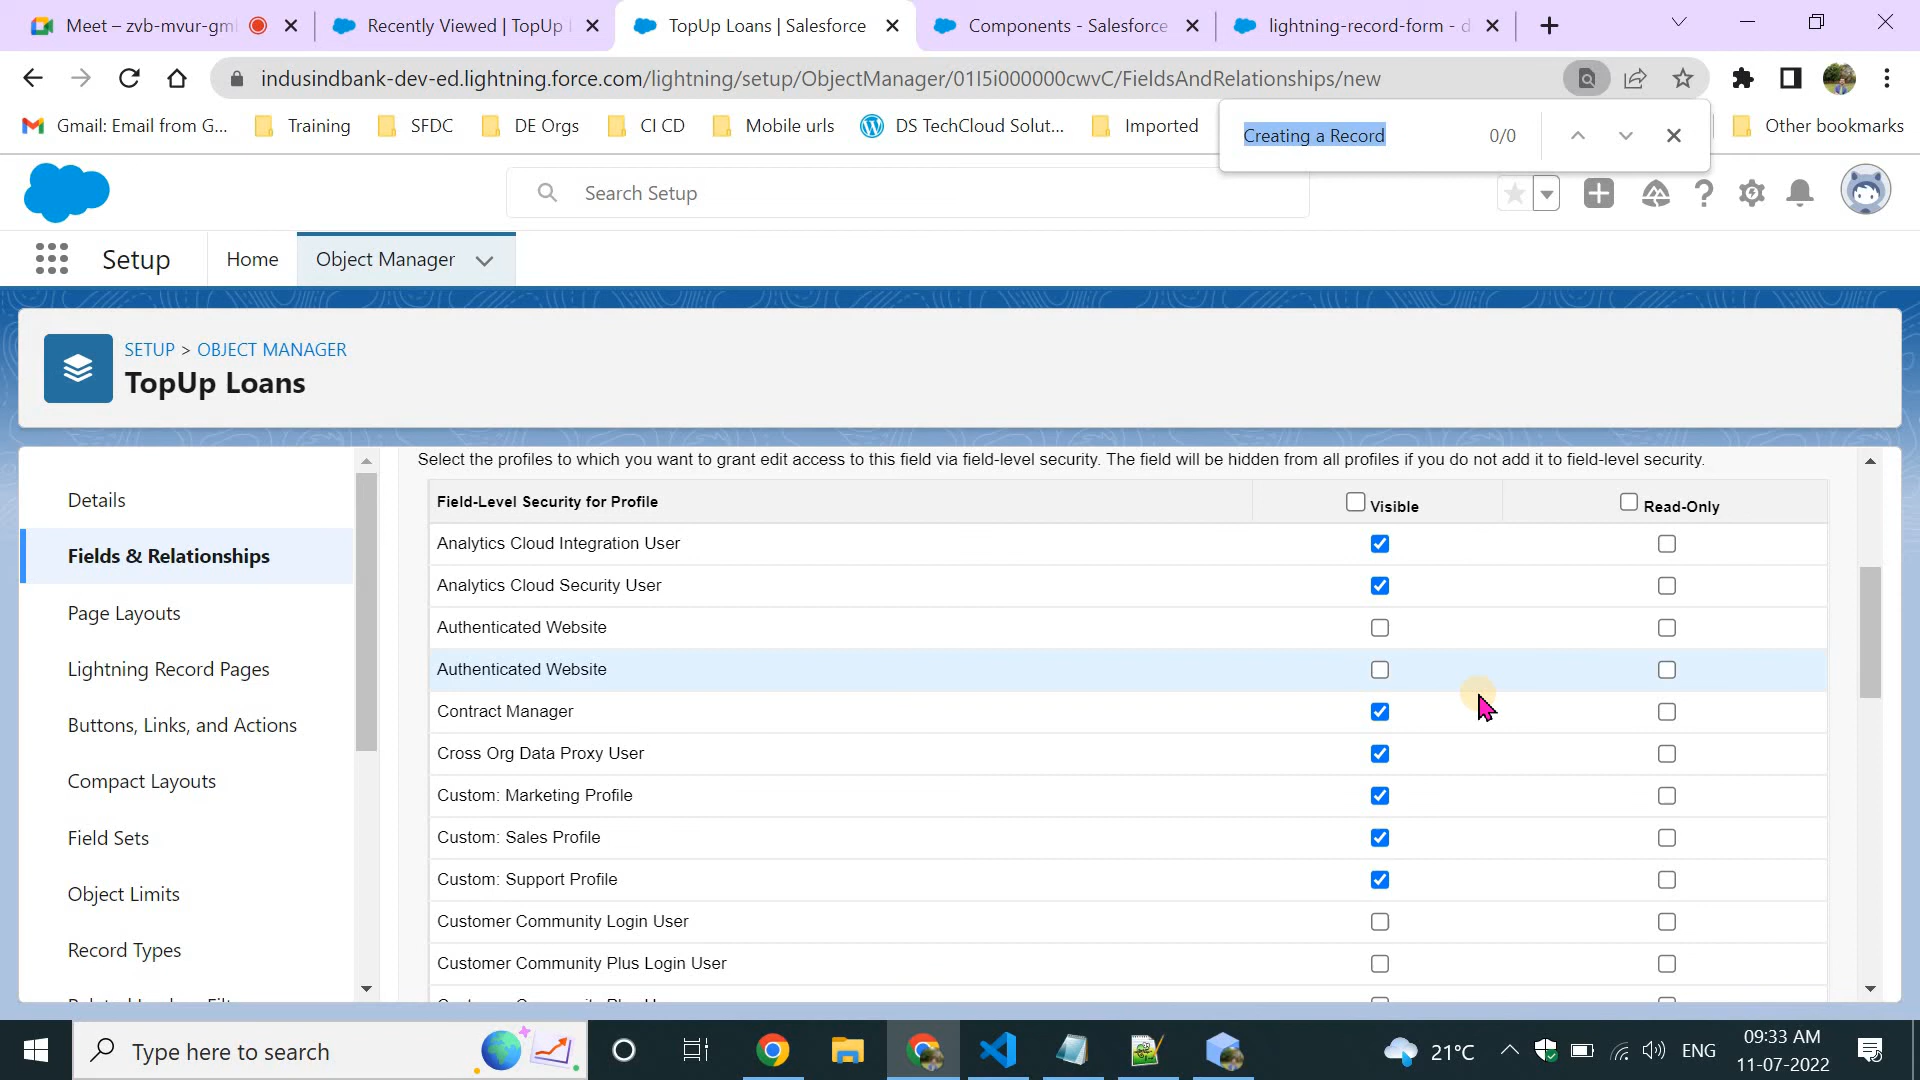 Meet – zvb-mvur-gml
Recently Viewed | TopUp
TopUp Loans | Salesforce
Components - Salesforce
lightning-record-form - d
indusindbank-dev-ed.lightning.force.com/lightning/setup/ObjectManager/01I5i000000cwvC/FieldsAndRelationships/new
Gmail: Email from G...
Training
SFDC
DE Orgs
CI CD
Mobile urls
DS TechCloud Solut...
Imported
Other bookmarks
Creating a Record
0/0
Search Setup
Setup
Home
Object Manager
SETUP > OBJECT MANAGER
TopUp Loans
Details
Fields & Relationships
Page Layouts
Lightning Record Pages
Buttons, Links, and Actions
Compact Layouts
Field Sets
Object Limits
Record Types
Select the profiles to which you want to grant edit access to this field via field-level security. The field will be hidden from all profiles if you do not add it to field-level security.
Field-Level Security for Profile
Visible
Read-Only
Analytics Cloud Integration User
Analytics Cloud Security User
Authenticated Website
Authenticated Website
Contract Manager
Cross Org Data Proxy User
Custom: Marketing Profile
Custom: Sales Profile
Custom: Support Profile
Customer Community Login User
Customer Community Plus Login User
Type here to search
21°C
ENG
09:33 AM
11-07-2022